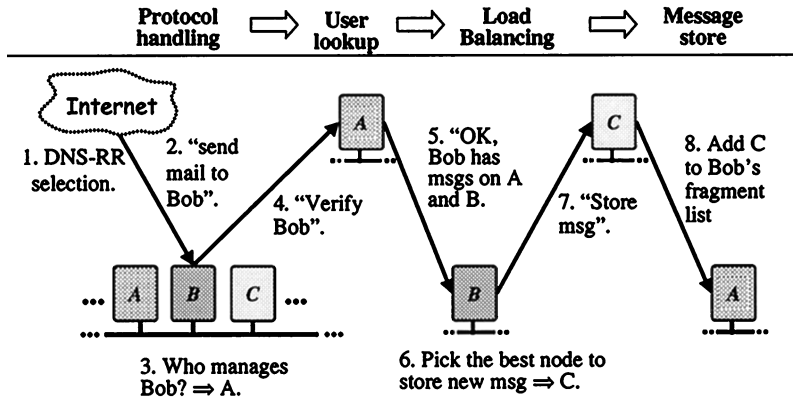 Protocol
handling
User
lookup
Load
Balancing
Message
store
Internet
1. DNS-RR
selection.
2. “send
mail to
Bob”.
4. “Verify
Bob”.
A
5. “OK,
Bob has
msgs on A
and B.
7. “Store
msg”.
C
8. Add C
to Bob’s
fragment
list
A
B
C
B
A
3. Who manages
Bob? ⇒ A.
6. Pick the best node to
store new msg ⇒ C.